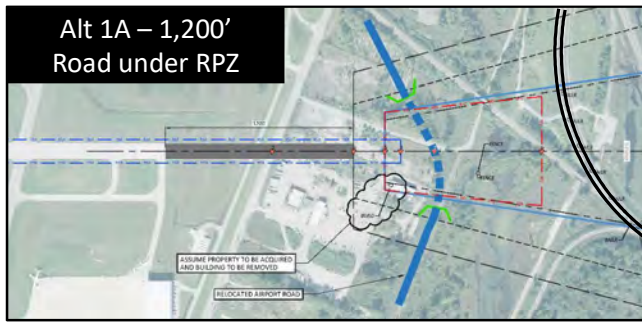 Alt 1A – 1,200’
Road under RPZ
ASSUME PROPERTY TO BE ACQUIRED
AND BUILDING TO BE REMOVED
RELOCATED AIRPORT ROAD